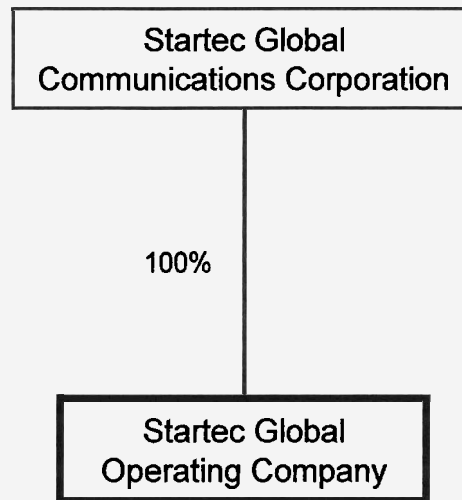 Startec Global
Communications Corporation
100%
Startec Global
Operating Company